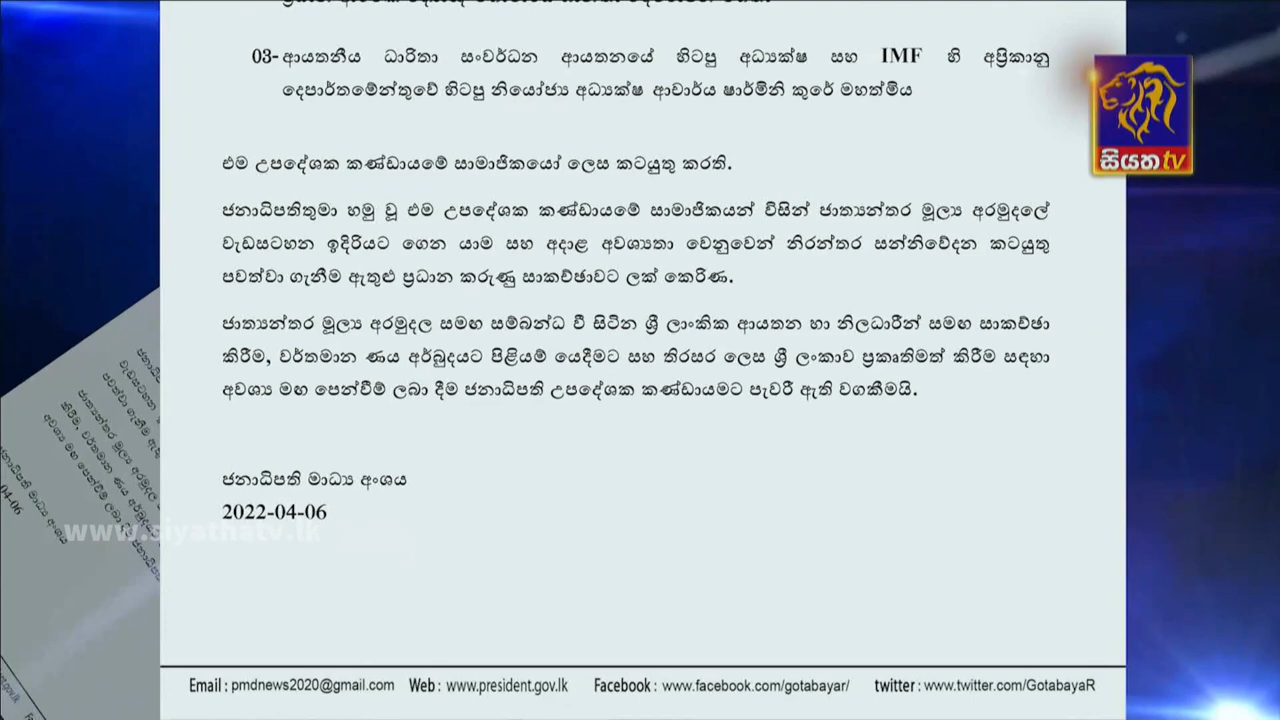 03- ආයතනීය ධාරිතා සංවර්ධන ආයතනයේ හිටපු අධ්‍යක්ෂ සහ IMF හි අප්‍රිකානු
දෙපාර්තමේන්තුවේ හිටපු නියෝජ්‍ය අධ්‍යක්ෂ ආචාර්ය ෂාර්මිනි කුරේ මහත්මිය
එම උපදේශක කණ්ඩායමේ සාමාජිකයෝ ලෙස කටයුතු කරති.
ජනාධිපතිතුමා හමු වූ එම උපදේශක කණ්ඩායමේ සාමාජිකයන් විසින් ජාත්‍යන්තර මූල්‍ය අරමුදලේ
වැඩසටහන ඉදිරියට ගෙන යාම සහ අදාළ අවශ්‍යතා වෙනුවෙන් නිරන්තර සන්නිවේදන කටයුතු
පවත්වා ගැනීම ඇතුළු ප්‍රධාන කරුණු සාකච්ඡාවට ලක් කෙරිණ.
ජාත්‍යන්තර මූල්‍ය අරමුදල සමඟ සම්බන්ධ වී සිටින ශ්‍රී ලාංකික ආයතන හා නිලධාරීන් සමඟ සාකච්ඡා
කිරීම, වර්තමාන ණය අර්බුදයට පිළියම් යෙදීමට සහ තිරසර ලෙස ශ්‍රී ලංකාව ප්‍රකෘතිමත් කිරීම සඳහා
අවශ්‍ය මඟ පෙන්වීම් ලබා දීම ජනාධිපති උපදේශක කණ්ඩායමට පැවරී ඇති වගකීමයි.
ජනාධිපති මාධ්‍ය අංශය
2022-04-06
Email : pmdnews2020@gmail.com Web : www.president.gov.lk Facebook : www.facebook.com/gotabayar/ twitter : www.twitter.com/GotabayaR
සියත tv
www.siyathatv.lk